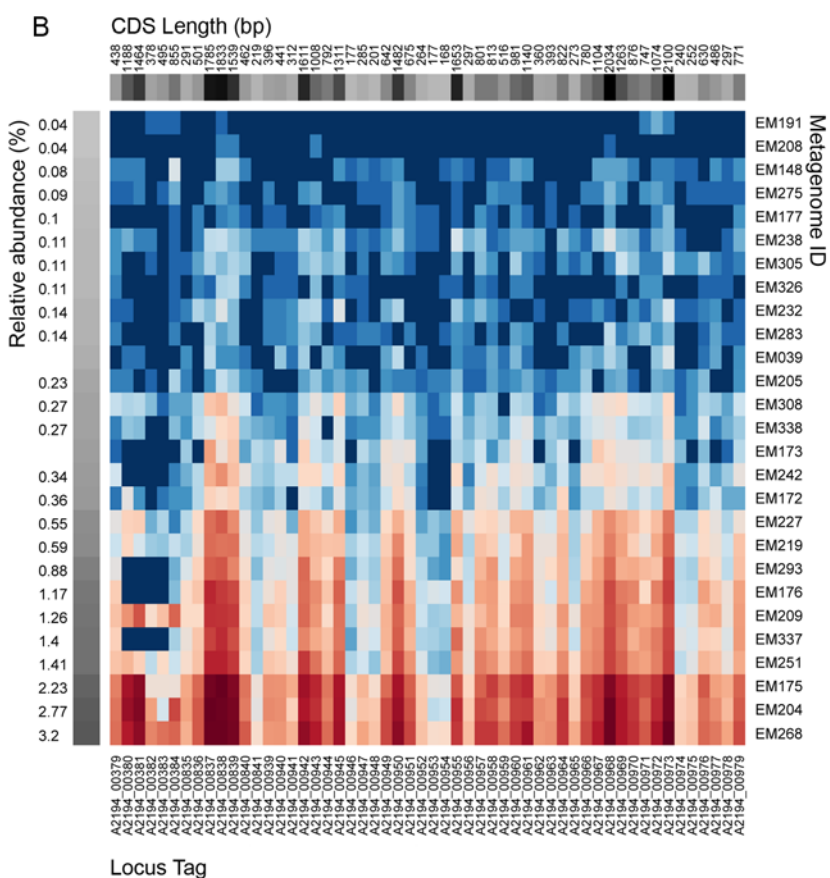 B
CDS Length (bp)
438
1188
1464
378
495
855
291
501
1785
1833
1539
462
219
396
441
312
1611
1008
792
1311
177
285
201
642
1482
675
264
177
168
1653
297
801
813
516
981
1140
360
393
822
273
780
1104
2034
1263
876
747
1074
2100
240
252
630
486
297
771
Relative abundance (%)
0.04
0.04
0.08
0.09
0.1
0.11
0.11
0.11
0.14
0.14
0.23
0.27
0.27
0.34
0.36
0.55
0.59
0.88
1.17
1.26
1.4
1.41
2.23
2.77
3.2
EM191
EM208
EM148
EM275
EM177
EM238
EM305
EM326
EM232
EM283
EM039
EM205
EM308
EM338
EM173
EM242
EM172
EM227
EM219
EM293
EM176
EM209
EM337
EM251
EM175
EM204
EM268
Metagenome ID
A2194_00379
A2194_00380
A2194_00381
A2194_00382
A2194_00383
A2194_00384
A2194_00835
A2194_00836
A2194_00837
A2194_00838
A2194_00839
A2194_00840
A2194_00841
A2194_00939
A2194_00940
A2194_00941
A2194_00942
A2194_00943
A2194_00944
A2194_00945
A2194_00946
A2194_00947
A2194_00948
A2194_00949
A2194_00950
A2194_00951
A2194_00952
A2194_00953
A2194_00954
A2194_00955
A2194_00956
A2194_00957
A2194_00958
A2194_00959
A2194_00960
A2194_00961
A2194_00962
A2194_00963
A2194_00964
A2194_00965
A2194_00966
A2194_00967
A2194_00968
A2194_00969
A2194_00970
A2194_00971
A2194_00972
A2194_00973
A2194_00974
A2194_00975
A2194_00976
A2194_00977
A2194_00978
A2194_00979
Locus Tag